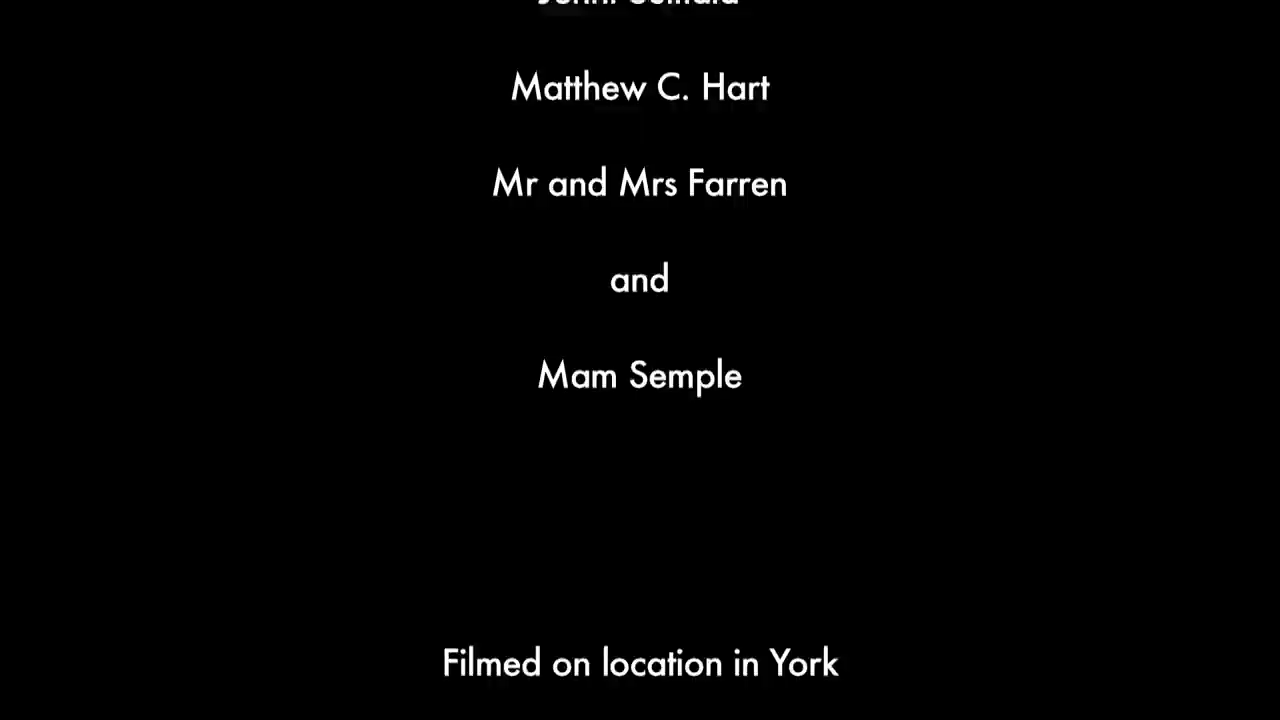 Matthew C. Hart
Mr and Mrs Farren
and
Mam Semple
Filmed on location in York